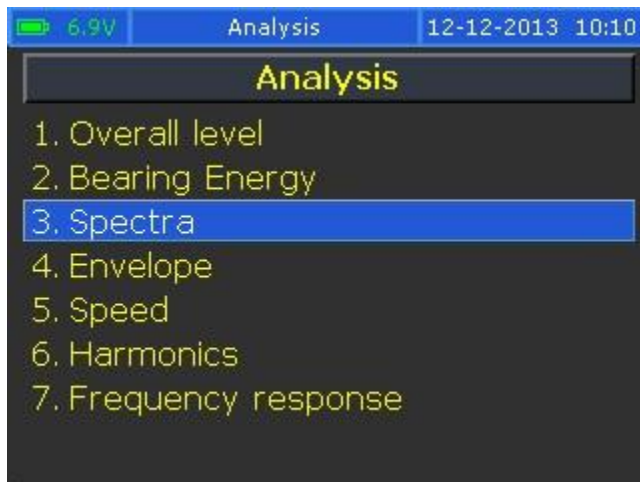 6.9V Analysis 12-12-2013 10:10
Analysis
1. Overall level
2. Bearing Energy
3. Spectra
4. Envelope
5. Speed
6. Harmonics
7. Frequency response